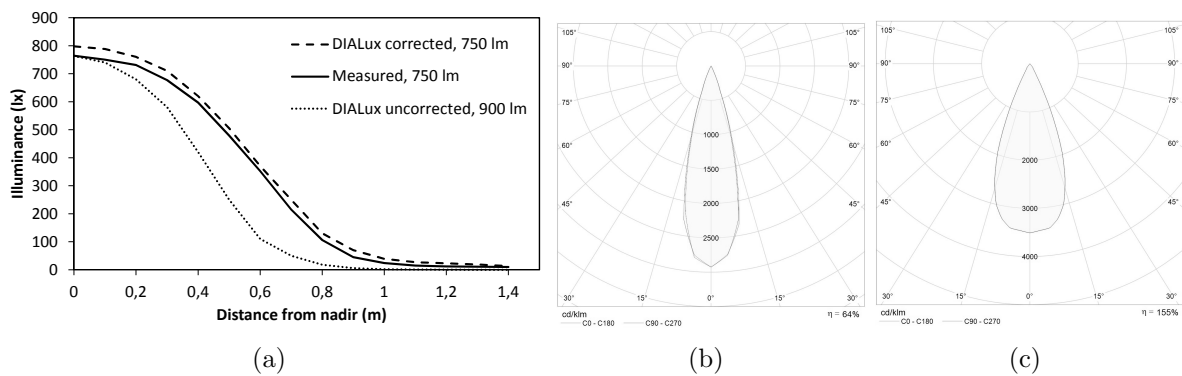 900
800
700
600
500
400
300
200
100
0
Illuminance (lx)
DIALux corrected, 750 lm
Measured, 750 lm
DIALux uncorrected, 900 lm
0 0,2 0,4 0,6 0,8 1,0 1,2 1,4
Distance from nadir (m)
(a)
105° 105°
90° 90°
75° 75°
60° 60°
45° 45°
1000
1500
2000
2500
30° 15° 0° 15° 30°
cd/klm η = 64%
C0 - C180 C90 - C270
(b)
105° 105°
90° 90°
75° 75°
60° 60°
45° 45°
2000
3000
4000
30° 15° 0° 15° 30°
cd/klm η = 155%
C0 - C180 C90 - C270
(c)